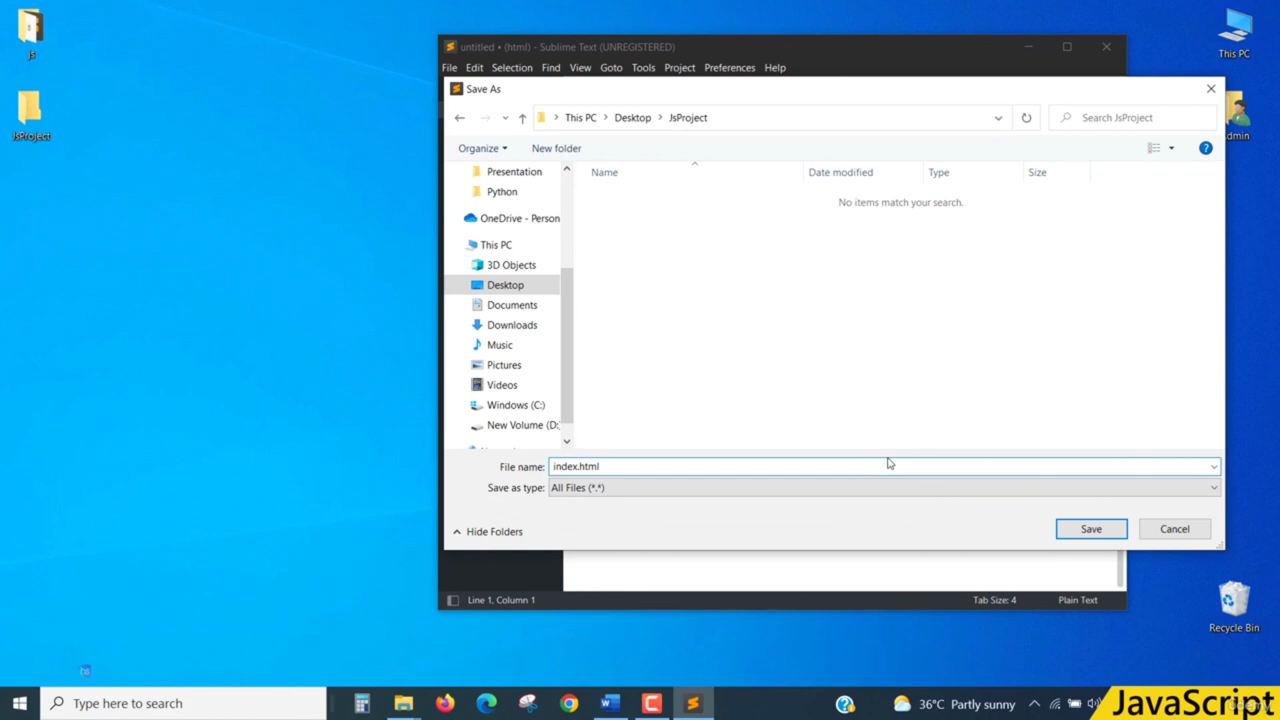 js
JsProject
This PC
Admin
Recycle Bin
untitled • (html) - Sublime Text (UNREGISTERED)
File Edit Selection Find View Goto Tools Project Preferences Help
Save As
This PC > Desktop > JsProject
Search JsProject
Organize
New folder
Presentation
Python
OneDrive - Person
This PC
3D Objects
Desktop
Documents
Downloads
Music
Pictures
Videos
Windows (C:)
New Volume (D:
Name Date modified Type Size
No items match your search.
File name: index.html
Save as type: All Files (*.*)
Hide Folders
Save
Cancel
Line 1, Column 1
Tab Size: 4
Plain Text
Type here to search
36°C Partly sunny
JavaScript